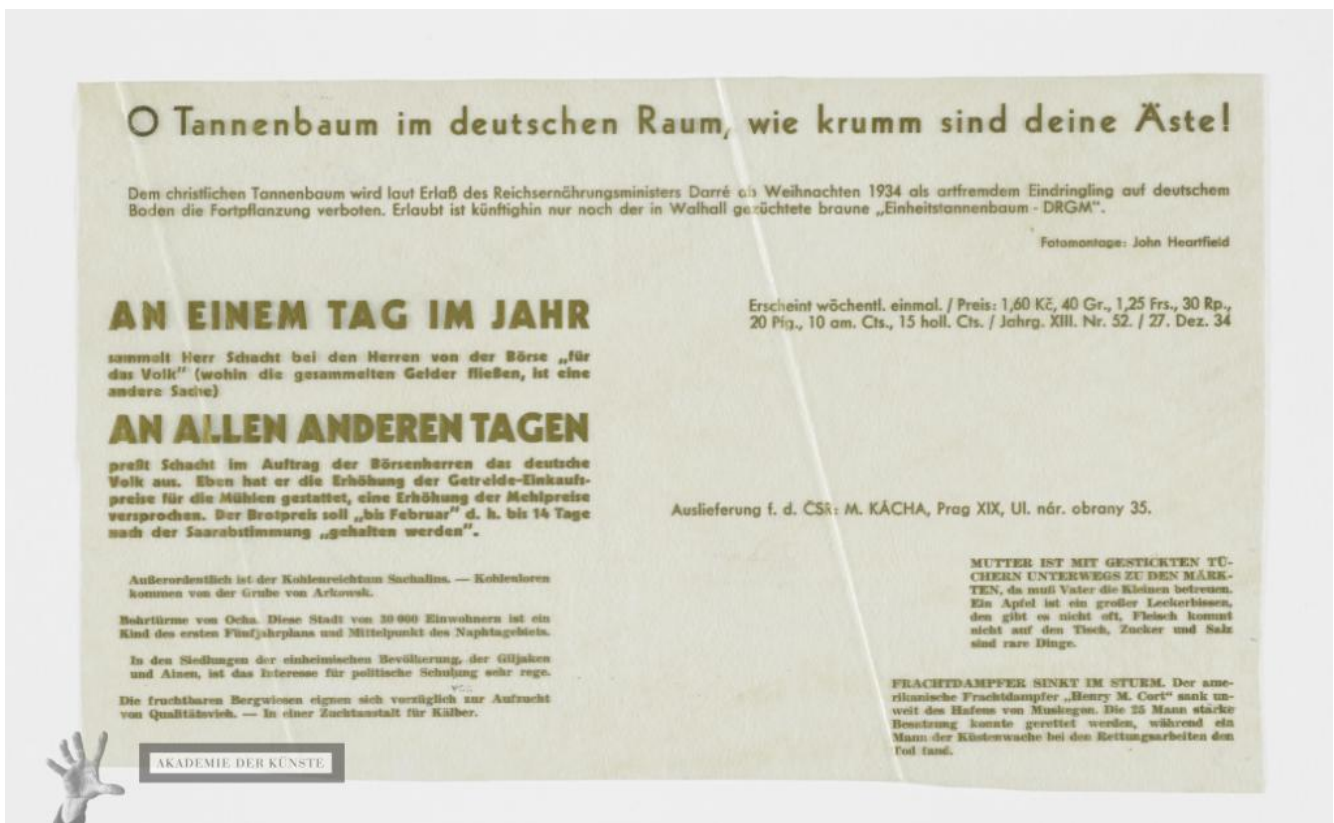 O Tannenbaum im deutschen Raum, wie krumm sind deine Äste!
Dem christlichen Tannenbaum wird laut Erlaß des Reichsernährungsministers Darré ab Weihnachten 1934 als artfremdem Eindringling auf deutschem
Boden die Fortpflanzung verboten. Erlaubt ist künftighin nur noch der in Walhall gezüchtete braune „Einheitstannenbaum - DRGM“.
Fotomontage: John Heartfield
AN EINEM TAG IM JAHR
sammelt Herr Schacht bei den Herren von der Börse „für
das Volk“ (wohin die gesammelten Gelder fließen, ist eine
andere Sache)
AN ALLEN ANDEREN TAGEN
preßt Schacht im Auftrag der Börsenherren das deutsche
Volk aus. Eben hat er die Erhöhung der Getreide-Einkaufs-
preise für die Mühlen gestattet, eine Erhöhung der Mehlpreise
versprochen. Der Brotpreis soll „bis Februar“ d. h. bis 14 Tage
nach der Saarabstimmung „gehalten werden“.
Außerordentlich ist der Kohlenreichtum Sachalins. — Kohlenloren
kommen von der Grube von Arkowsk.
Bohrtürme von Ocha. Diese Stadt von 30 000 Einwohnern ist ein
Kind des ersten Fünfjahrplans und Mittelpunkt des Naphtagebiets.
In den Siedlungen der einheimischen Bevölkerung, der Giljaken
und Ainen, ist das Interesse für politische Schulung sehr rege.
Die fruchtbaren Bergwiesen eignen sich vorzüglich zur Aufzucht
von Qualitätsvieh. — In einer Zuchtanstalt für Kälber.
Erscheint wöchentl. einmal. / Preis: 1,60 Kč, 40 Gr., 1,25 Frs., 30 Rp.,
20 Pfg., 10 am. Cts., 15 holl. Cts. / Jahrg. XIII. Nr. 52. / 27. Dez. 34
Auslieferung f. d. ČSR: M. KÁCHA, Prag XIX, Ul. nár. obrany 35.
MUTTER IST MIT GESTICKTEN TÜ-
CHERN UNTERWEGS ZU DEN MÄRK-
TEN, da muß Vater die Kleinen betreuen.
Ein Apfel ist ein großer Leckerbissen,
den gibt es nicht oft, Fleisch kommt
nicht auf den Tisch, Zucker und Salz
sind rare Dinge.
FRACHTDAMPFER SINKT IM STURM. Der ame-
rikanische Frachtdampfer „Henry M. Cort“ sank un-
weit des Hafens von Muskegon. Die 25 Mann starke
Besatzung konnte gerettet werden, während ein
Mann der Küstenwache bei den Rettungsarbeiten den
Tod fand.
AKADEMIE DER KÜNSTE